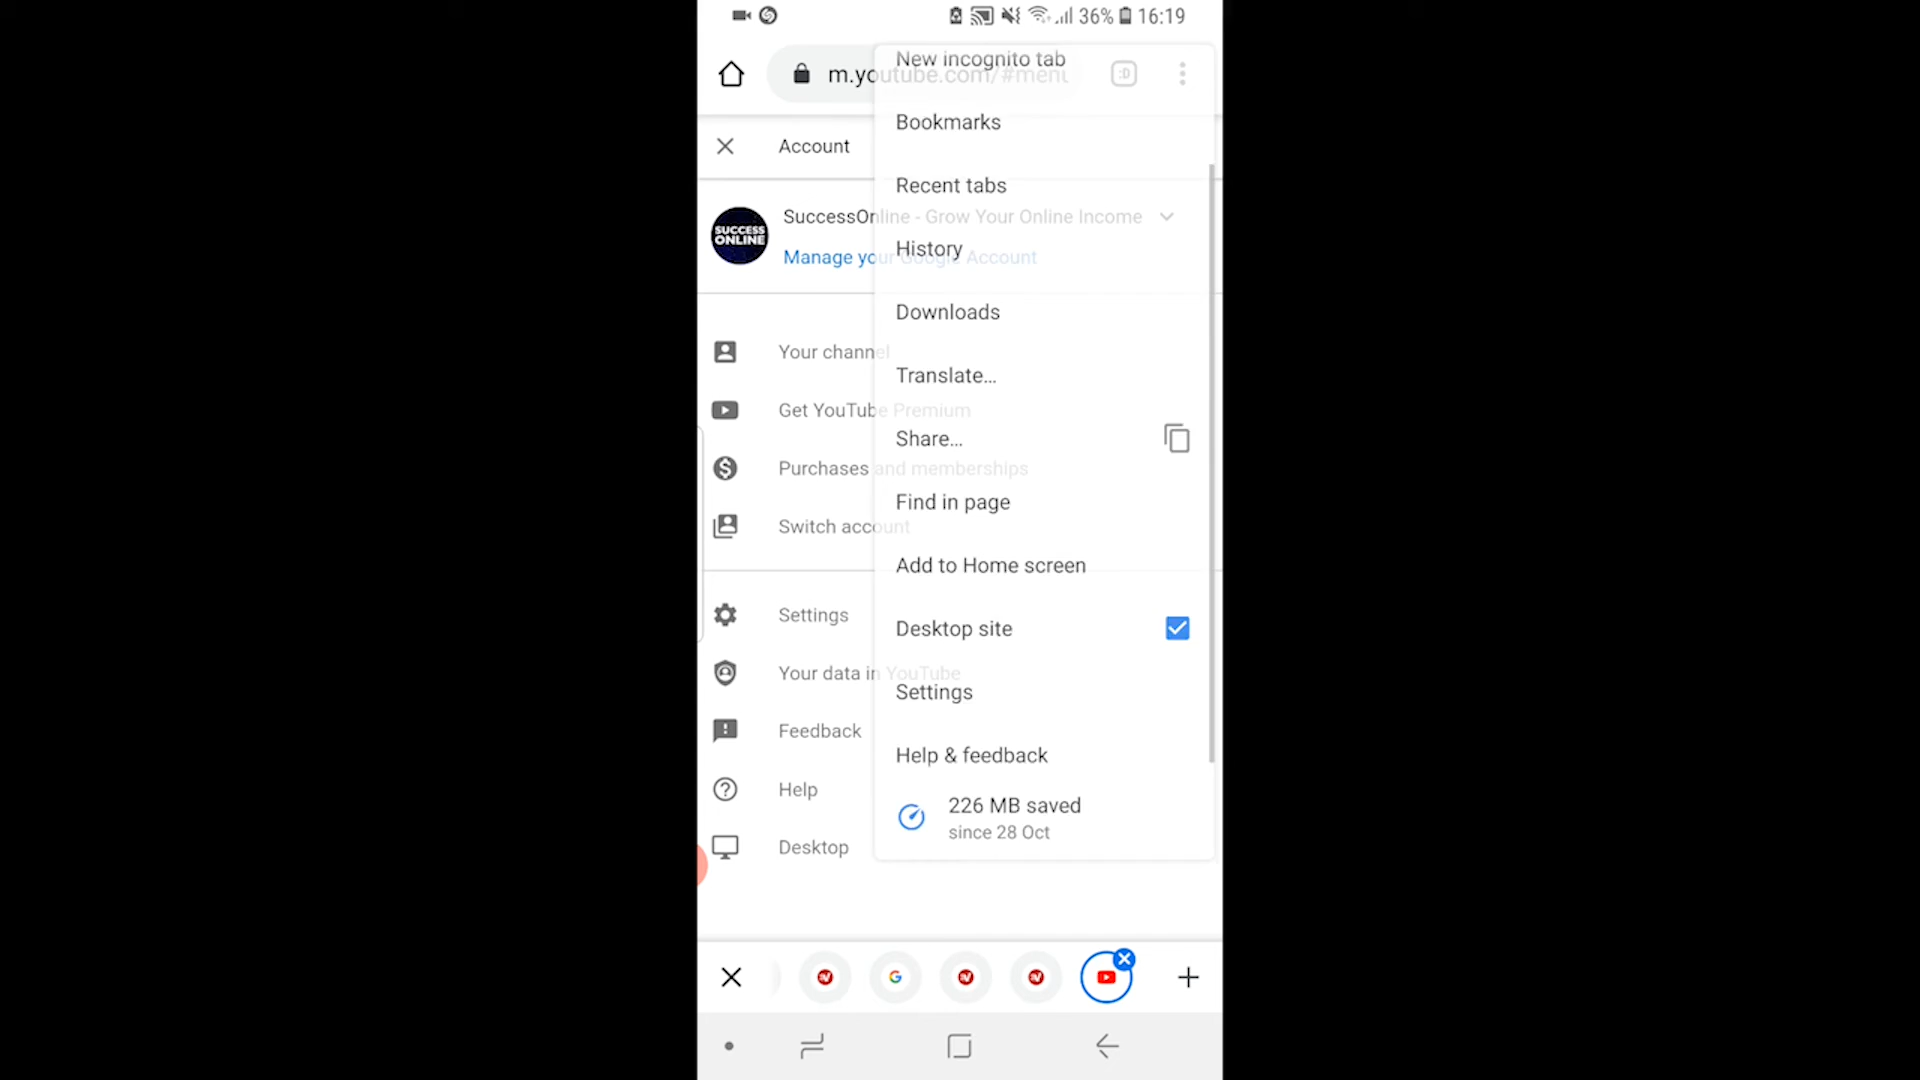 36% 16:19
New incognito tab
m.youtube.com/#menu
:D
Bookmarks
Account
Recent tabs
SuccessOnline - Grow Your Online Income
SUCCESS
ONLINE
History
Manage your Google Account
Downloads
Your channel
Translate...
Get YouTube Premium
Share...
Purchases and memberships
Find in page
Switch account
Add to Home screen
Settings
Desktop site
Your data in YouTube
Settings
Feedback
Help & feedback
Help
226 MB saved
since 28 Oct
Desktop